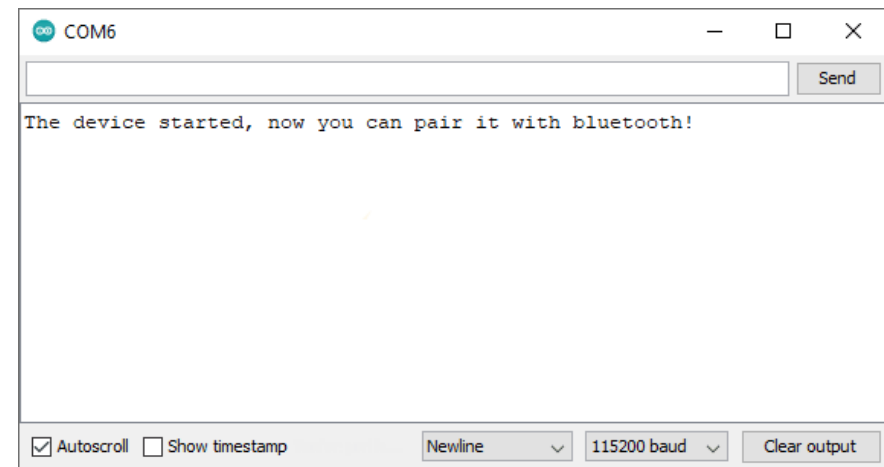 COM6
Send
The device started, now you can pair it with bluetooth!
Autoscroll Show timestamp Newline 115200 baud Clear output